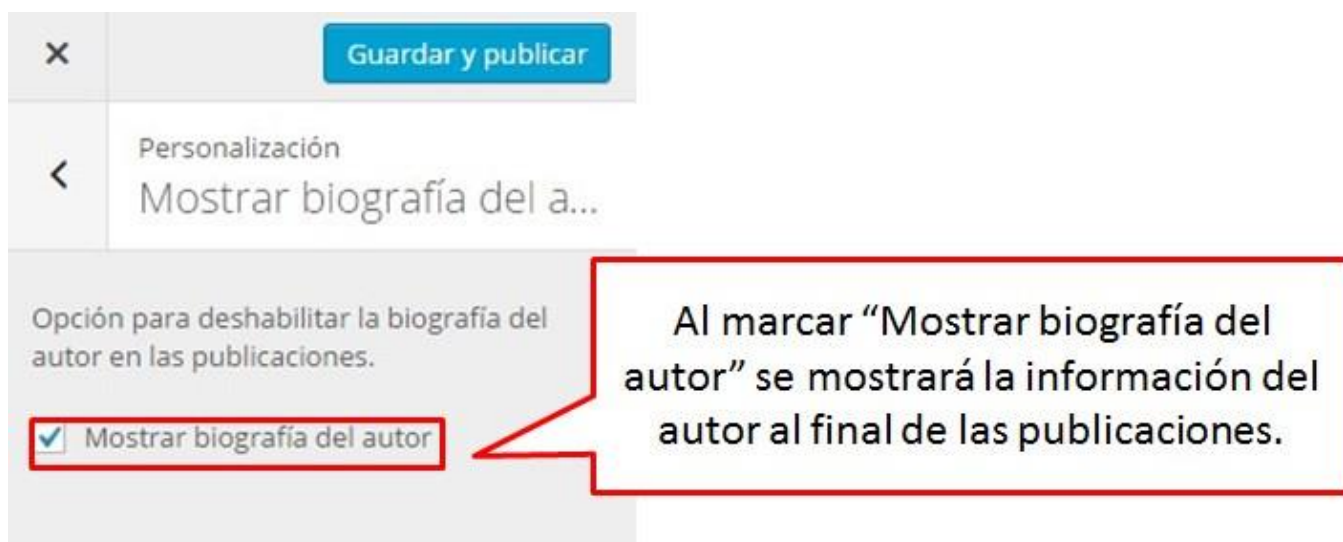 Guardar y publicar
Personalización
Mostrar biografía del a...
Opción para deshabilitar la biografía del
autor en las publicaciones.
Mostrar biografía del autor
Al marcar “Mostrar biografía del
autor” se mostrará la información del
autor al final de las publicaciones.